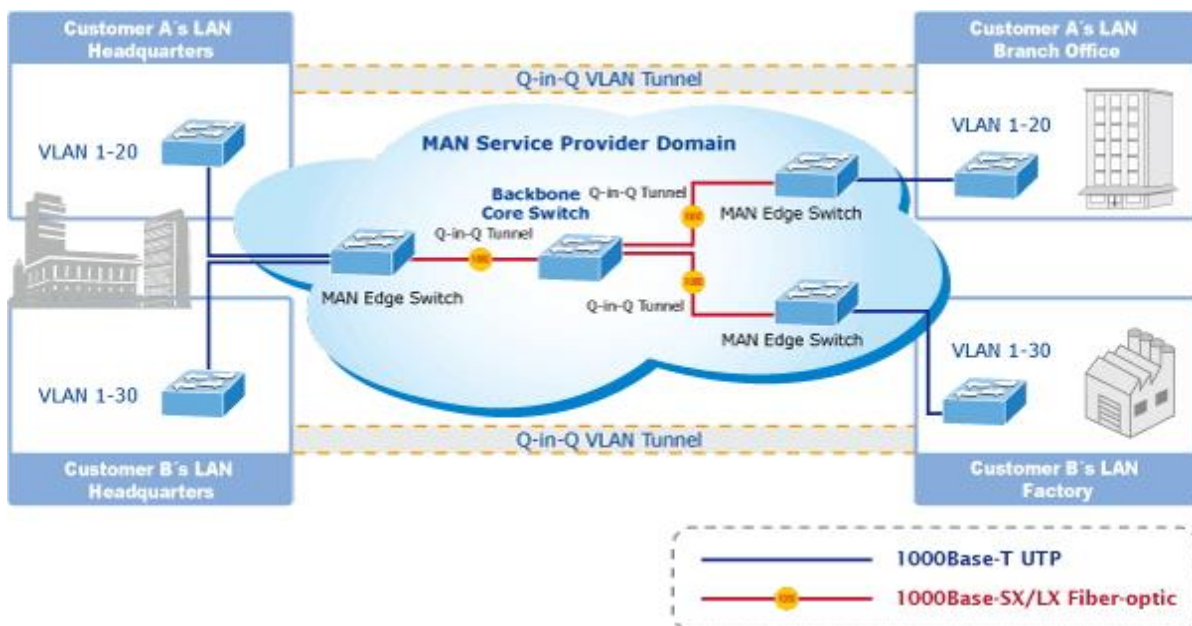 Customer A's LAN
Headquarters
Customer A's LAN
Branch Office
Q-in-Q VLAN Tunnel
VLAN 1-20
MAN Service Provider Domain
VLAN 1-20
Backbone
Core Switch
Q-in-Q Tunnel
MAN Edge Switch
Q-in-Q Tunnel
MAN Edge Switch
Q-in-Q Tunnel
MAN Edge Switch
VLAN 1-30
VLAN 1-30
Q-in-Q VLAN Tunnel
Customer B's LAN
Headquarters
Customer B's LAN
Factory
1000Base-T UTP
1000Base-SX/LX Fiber-optic